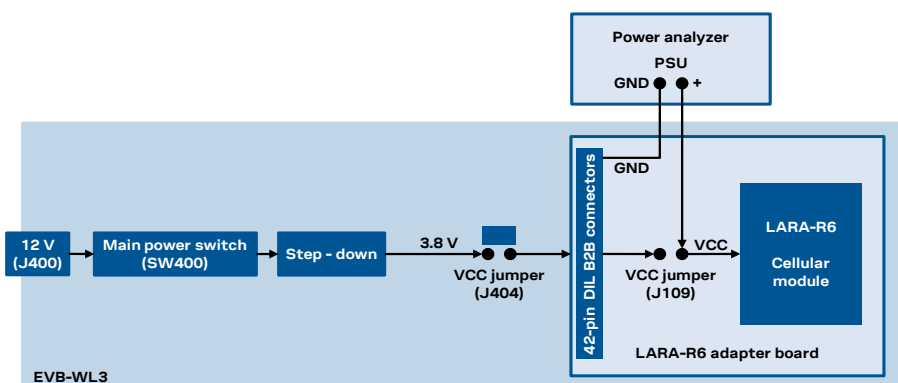 Power analyzer
PSU
GND
+
42-pin DIL B2B connectors
GND
12 V
(J400)
Main power switch
(SW400)
Step - down
3.8 V
VCC jumper
(J404)
VCC jumper
(J109)
VCC
LARA-R6
Cellular
module
LARA-R6 adapter board
EVB-WL3